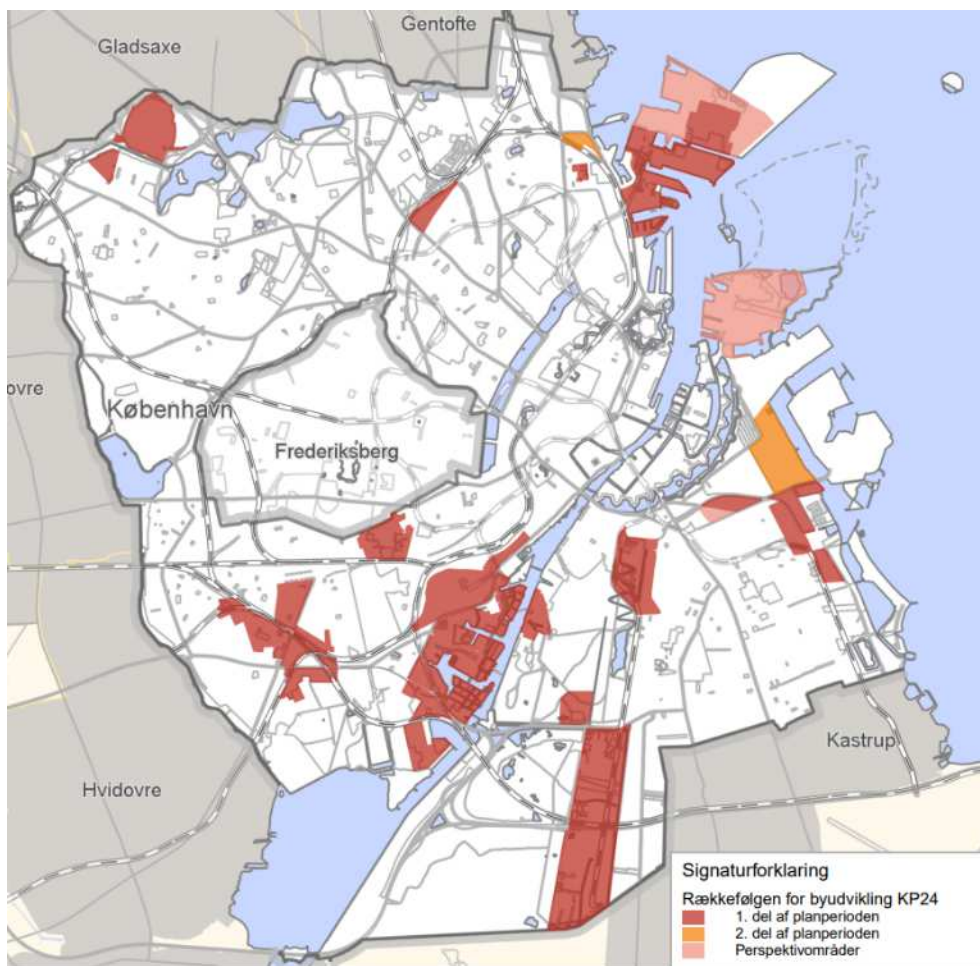 Gentofte
Gladsaxe
ovre
København
Frederiksberg
Kastrup
Hvidovre
Signaturforklaring
Rækkefølgen for byudvikling KP24
1. del af planperioden
2. del af planperioden
Perspektivområder